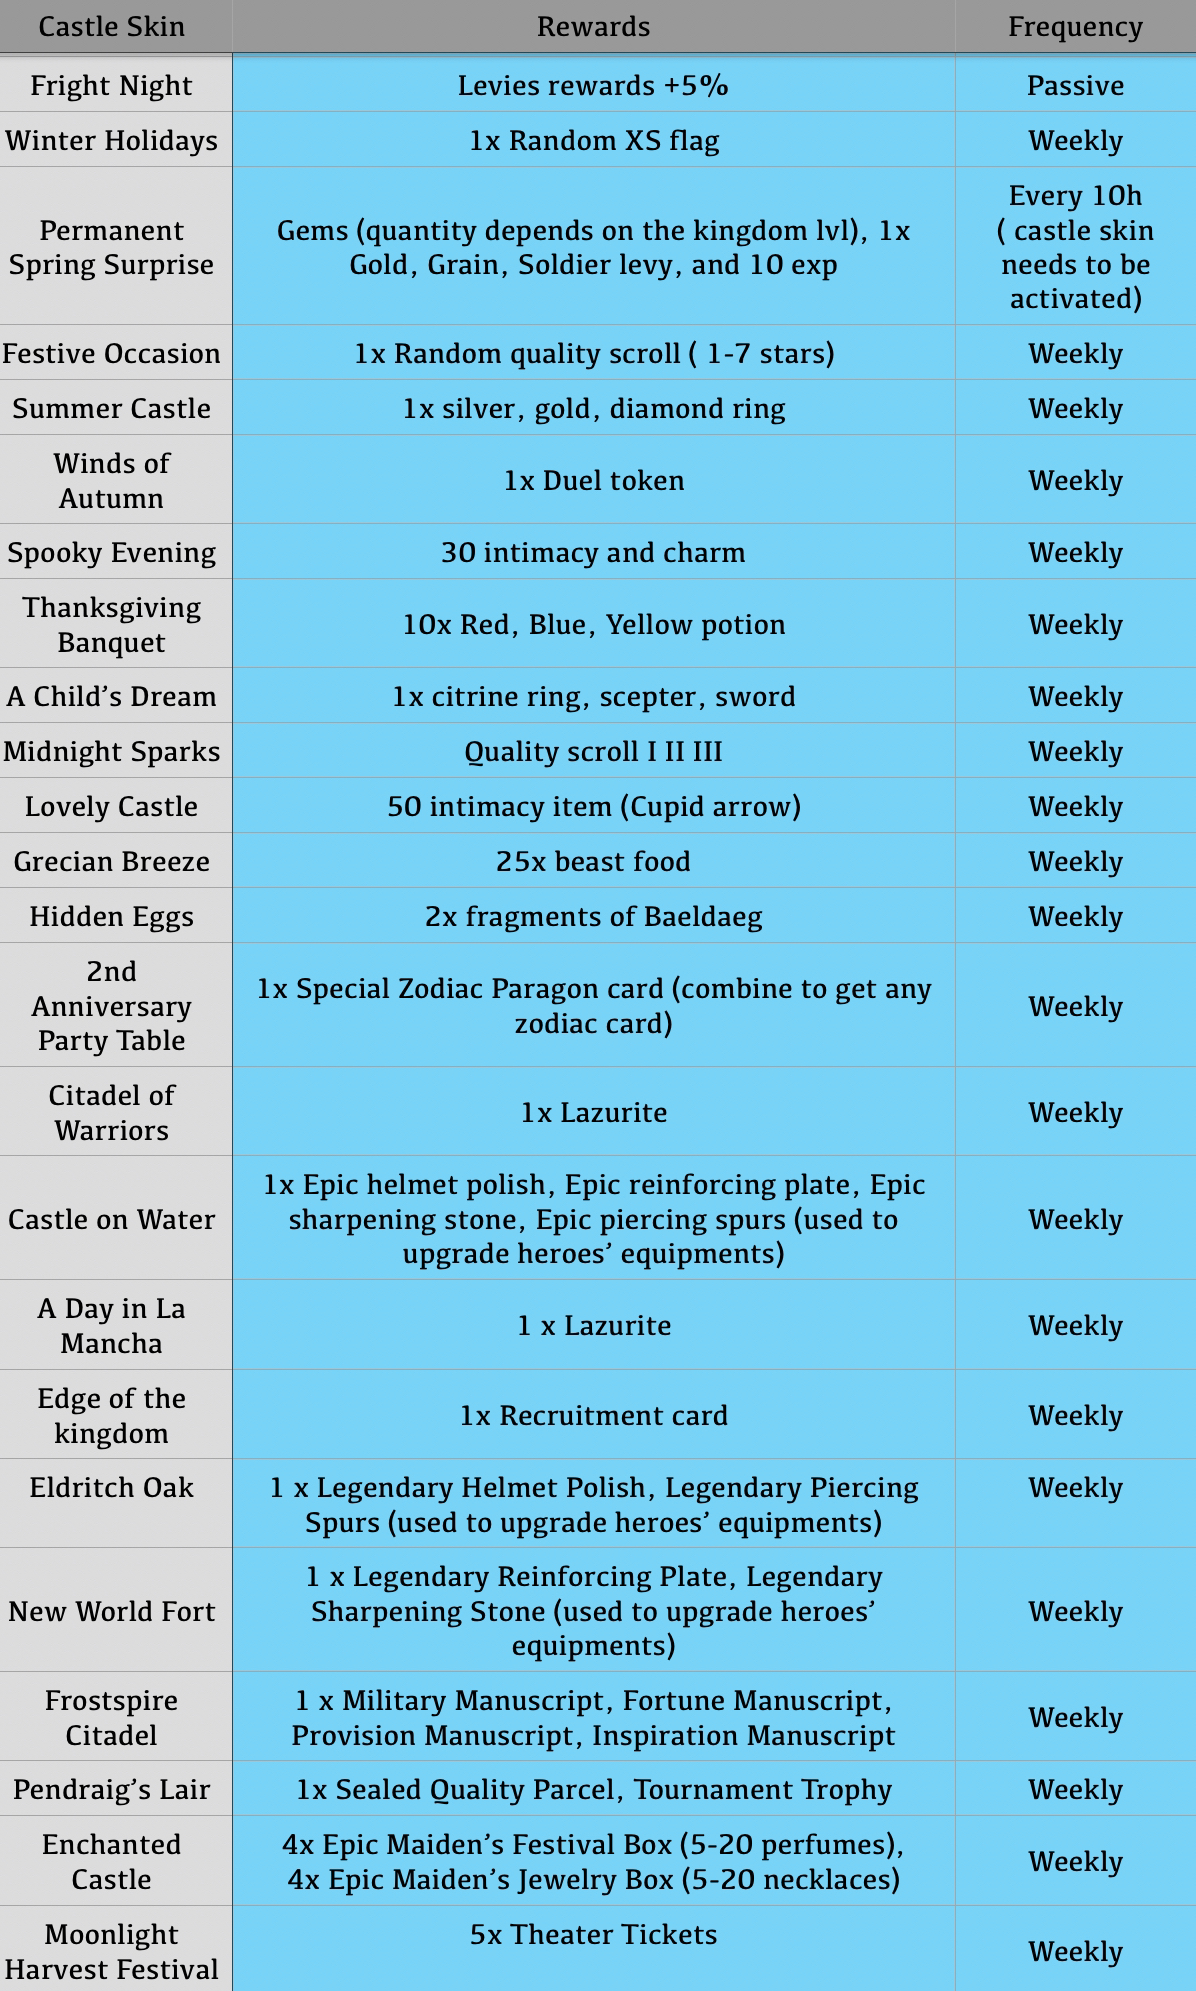 Castle Skin Rewards Frequency
Fright Night Levies rewards +5% Passive
Winter Holidays 1x Random XS flag Weekly
Permanent
Spring Surprise
Gems (quantity depends on the kingdom lvl), 1x
Gold, Grain, Soldier levy, and 10 exp
Every 10h
( castle skin
needs to be
activated)
Festive Occasion 1x Random quality scroll ( 1-7 stars) Weekly
Summer Castle 1x silver, gold, diamond ring Weekly
Winds of
Autumn
1x Duel token Weekly
Spooky Evening 30 intimacy and charm Weekly
Thanksgiving
Banquet
10x Red, Blue, Yellow potion Weekly
A Child’s Dream 1x citrine ring, scepter, sword Weekly
Midnight Sparks Quality scroll I II III Weekly
Lovely Castle 50 intimacy item (Cupid arrow) Weekly
Grecian Breeze 25x beast food Weekly
Hidden Eggs 2x fragments of Baeldaeg Weekly
2nd
Anniversary
Party Table
1x Special Zodiac Paragon card (combine to get any
zodiac card)
Weekly
Citadel of
Warriors
1x Lazurite Weekly
Castle on Water
1x Epic helmet polish, Epic reinforcing plate, Epic
sharpening stone, Epic piercing spurs (used to
upgrade heroes’ equipments)
Weekly
A Day in La
Mancha
1 x Lazurite Weekly
Edge of the
kingdom
1x Recruitment card Weekly
Eldritch Oak
1 x Legendary Helmet Polish, Legendary Piercing
Spurs (used to upgrade heroes’ equipments)
Weekly
New World Fort
1 x Legendary Reinforcing Plate, Legendary
Sharpening Stone (used to upgrade heroes’
equipments)
Weekly
Frostspire
Citadel
1 x Military Manuscript, Fortune Manuscript,
Provision Manuscript, Inspiration Manuscript
Weekly
Pendraig’s Lair 1x Sealed Quality Parcel, Tournament Trophy Weekly
Enchanted
Castle
4x Epic Maiden’s Festival Box (5-20 perfumes),
4x Epic Maiden’s Jewelry Box (5-20 necklaces)
Weekly
Moonlight
Harvest Festival
5x Theater Tickets
Weekly